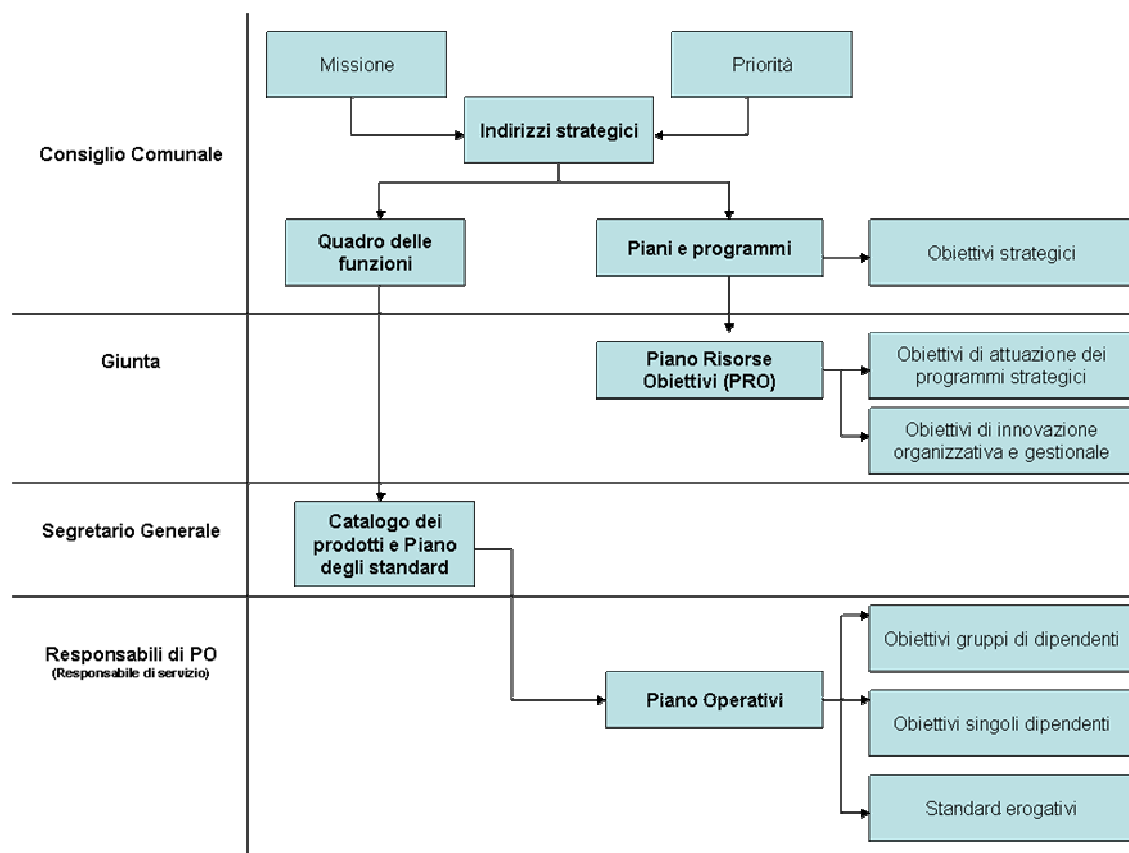 Missione
Priorità
Indirizzi strategici
Consiglio Comunale
Quadro delle
funzioni
Piani e programmi
Obiettivi strategici
Giunta
Piano Risorse
Obiettivi (PRO)
Obiettivi di attuazione dei
programmi strategici
Obiettivi di innovazione
organizzativa e gestionale
Segretario Generale
Catalogo dei
prodotti e Piano
degli standard
Responsabili di PO
(Responsabile di servizio)
Obiettivi gruppi di dipendenti
Piano Operativi
Obiettivi singoli dipendenti
Standard erogativi